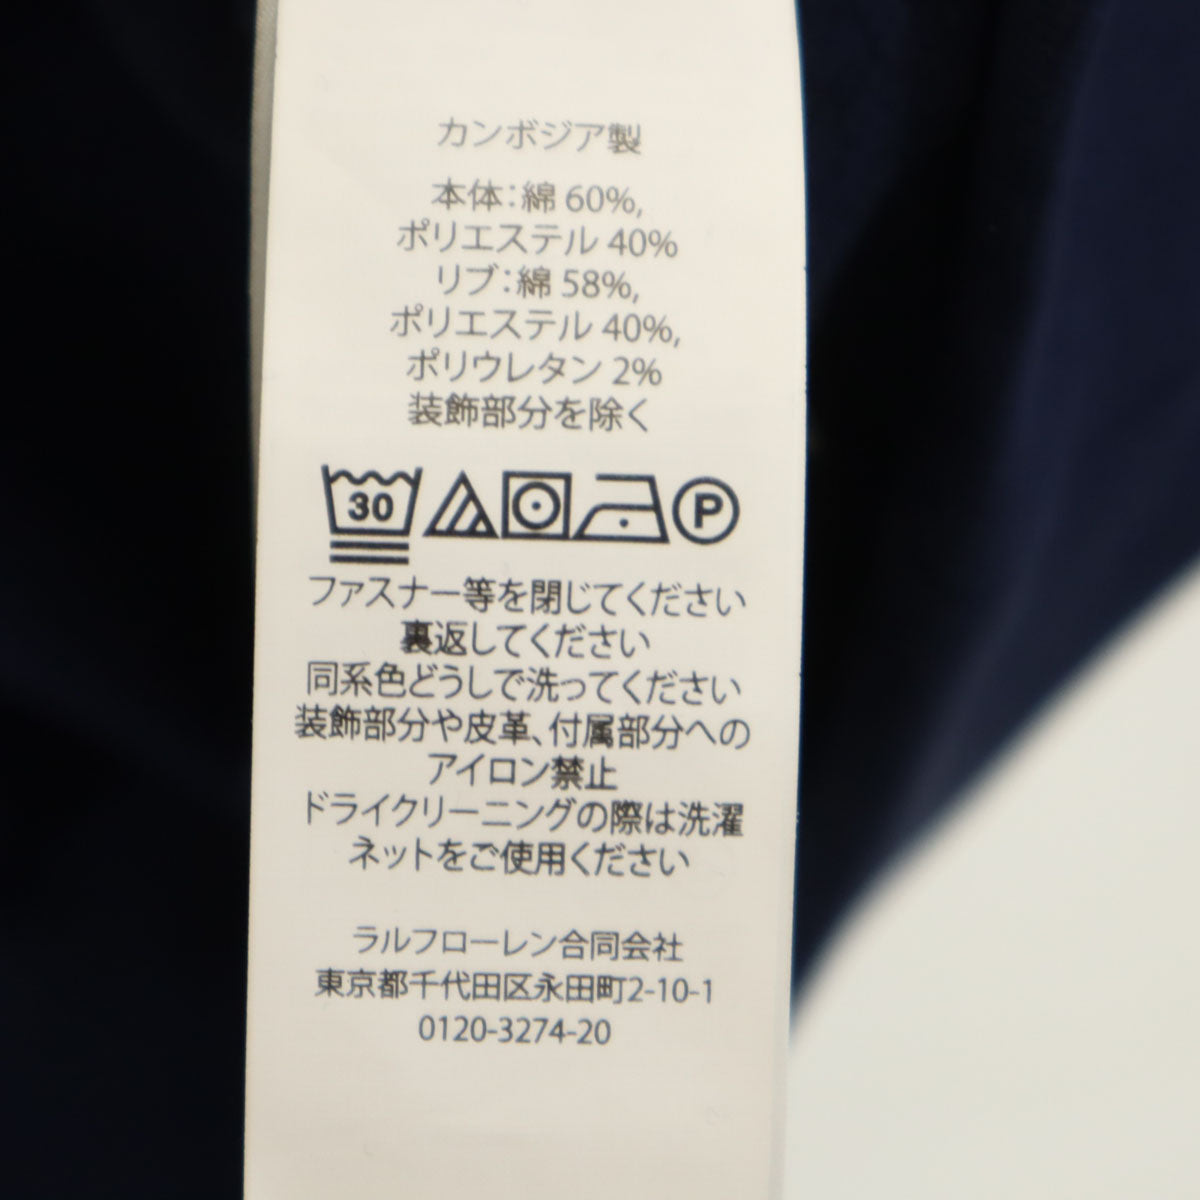 カンボジア製
本体：綿 60%,
ポリエステル 40%
リブ：綿 58%,
ポリエステル 40%,
ポリウレタン 2%
装飾部分を除く
30 P
ファスナー等を閉じてください
裏返してください
同系色どうしで洗ってください
装飾部分や皮革、付属部分への
アイロン禁止
ドライクリーニングの際は洗濯
ネットをご使用ください
ラルフローレン合同会社
東京都千代田区永田町2-10-1
0120-3274-20